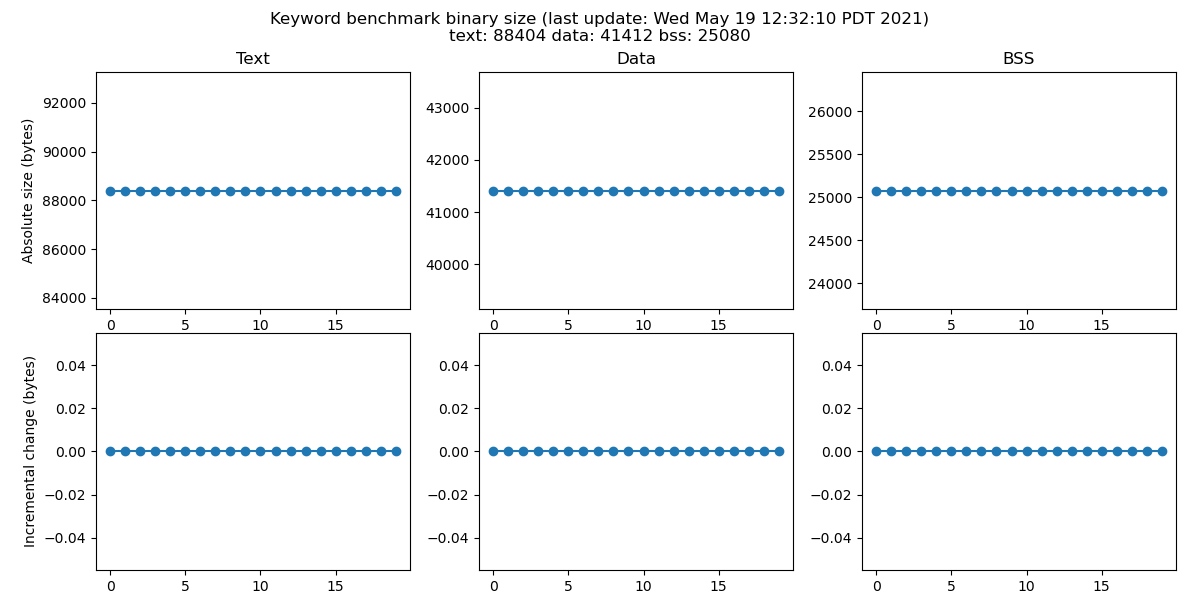 Keyword benchmark binary size (last update: Wed May 19 12:32:10 PDT 2021)
text: 88404 data: 41412 bss: 25080
Text
Absolute size (bytes)
92000
90000
88000
86000
84000
0 5 10 15
Data
43000
42000
41000
40000
0 5 10 15
BSS
26000
25500
25000
24500
24000
0 5 10 15
Incremental change (bytes)
0.04
0.02
0.00
−0.02
−0.04
0 5 10 15
0.04
0.02
0.00
−0.02
−0.04
0 5 10 15
0.04
0.02
0.00
−0.02
−0.04
0 5 10 15